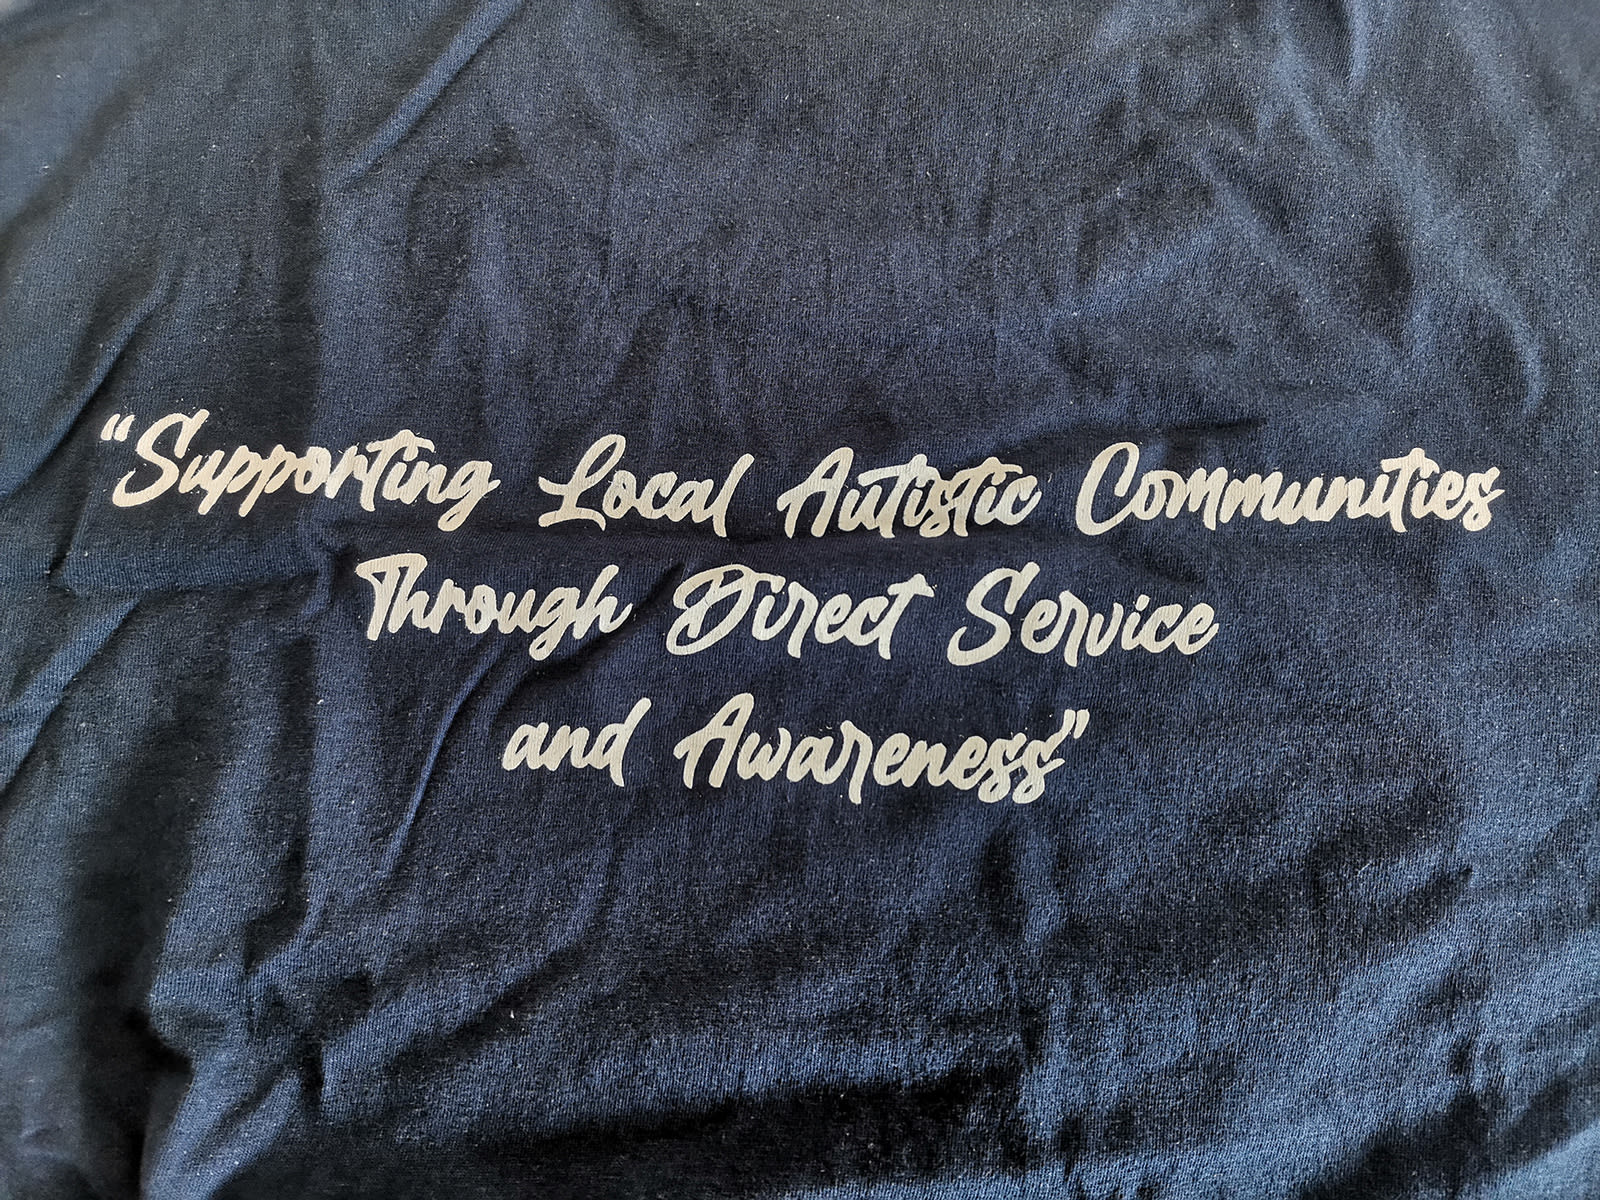 “Supporting Local Autistic Communities
Through Direct Service
and Awareness”